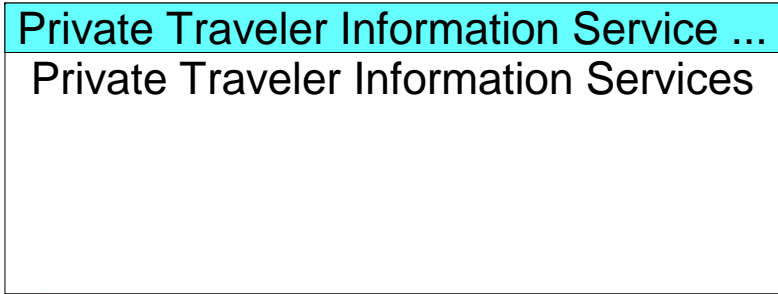 Private Traveler Information Service ...
Private Traveler Information Services